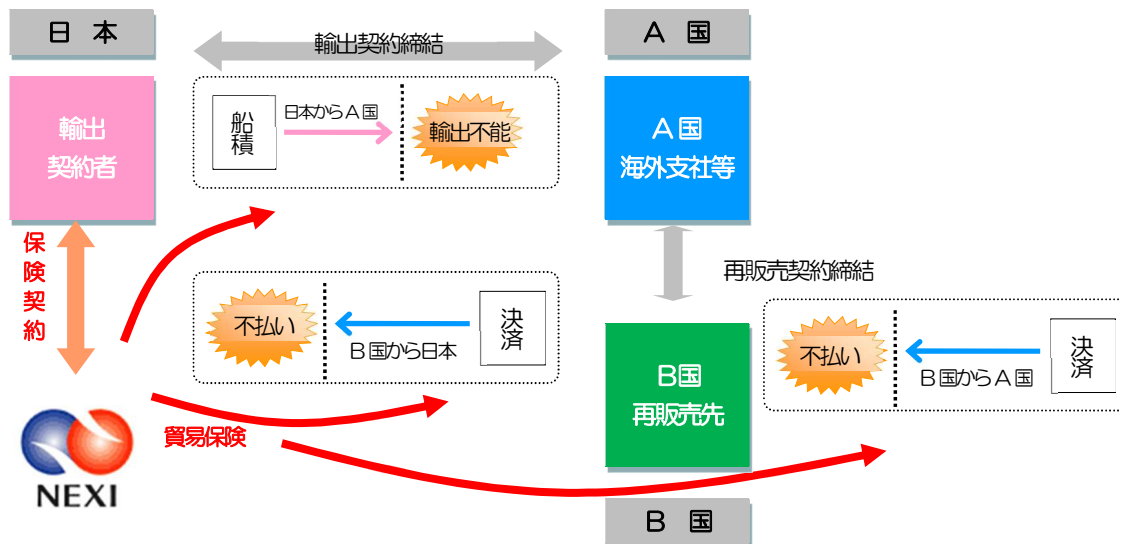 日 本
輸出契約締結
A 国
輸出
契約者
船積
日本からA国
輸出不能
A国
海外支社等
保険契約
再販売契約締結
不払い
B国から日本
決済
B国
再販売先
不払い
B国からA国
決済
貿易保険
NEXI
B 国